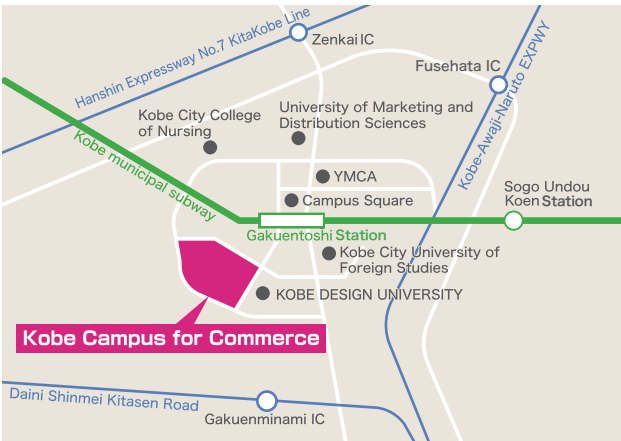 Hanshin Expressway No.7 KitaKobe Line
Zenkai IC
Fusehata IC
Kobe-Awaji-Naruto EXPWY
Kobe City College
of Nursing
University of Marketing and
Distribution Sciences
Kobe municipal subway
YMCA
Campus Square
Sogo Undou
Koen Station
Gakuentoshi Station
Kobe City University of
Foreign Studies
KOBE DESIGN UNIVERSITY
Kobe Campus for Commerce
Daini Shinmei Kitasen Road
Gakuenminami IC